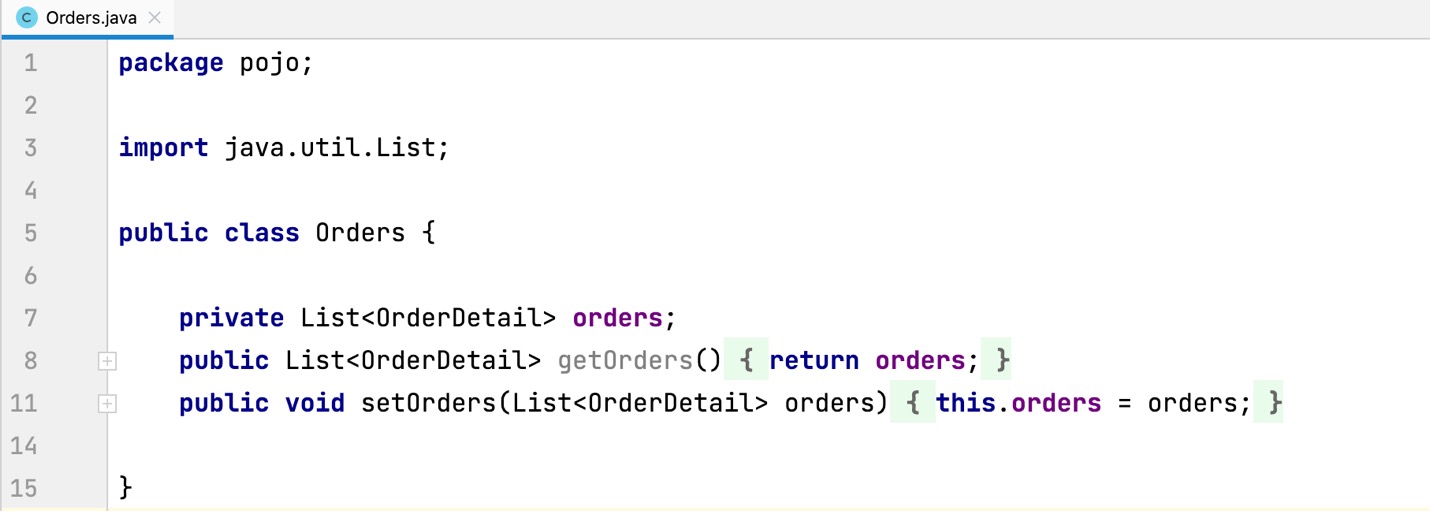 C Orders.java
1 package pojo;
2
3 import java.util.List;
4
5 public class Orders {
6
7 private List<OrderDetail> orders;
8 public List<OrderDetail> getOrders() { return orders; }
11 public void setOrders(List<OrderDetail> orders) { this.orders = orders; }
14
15 }